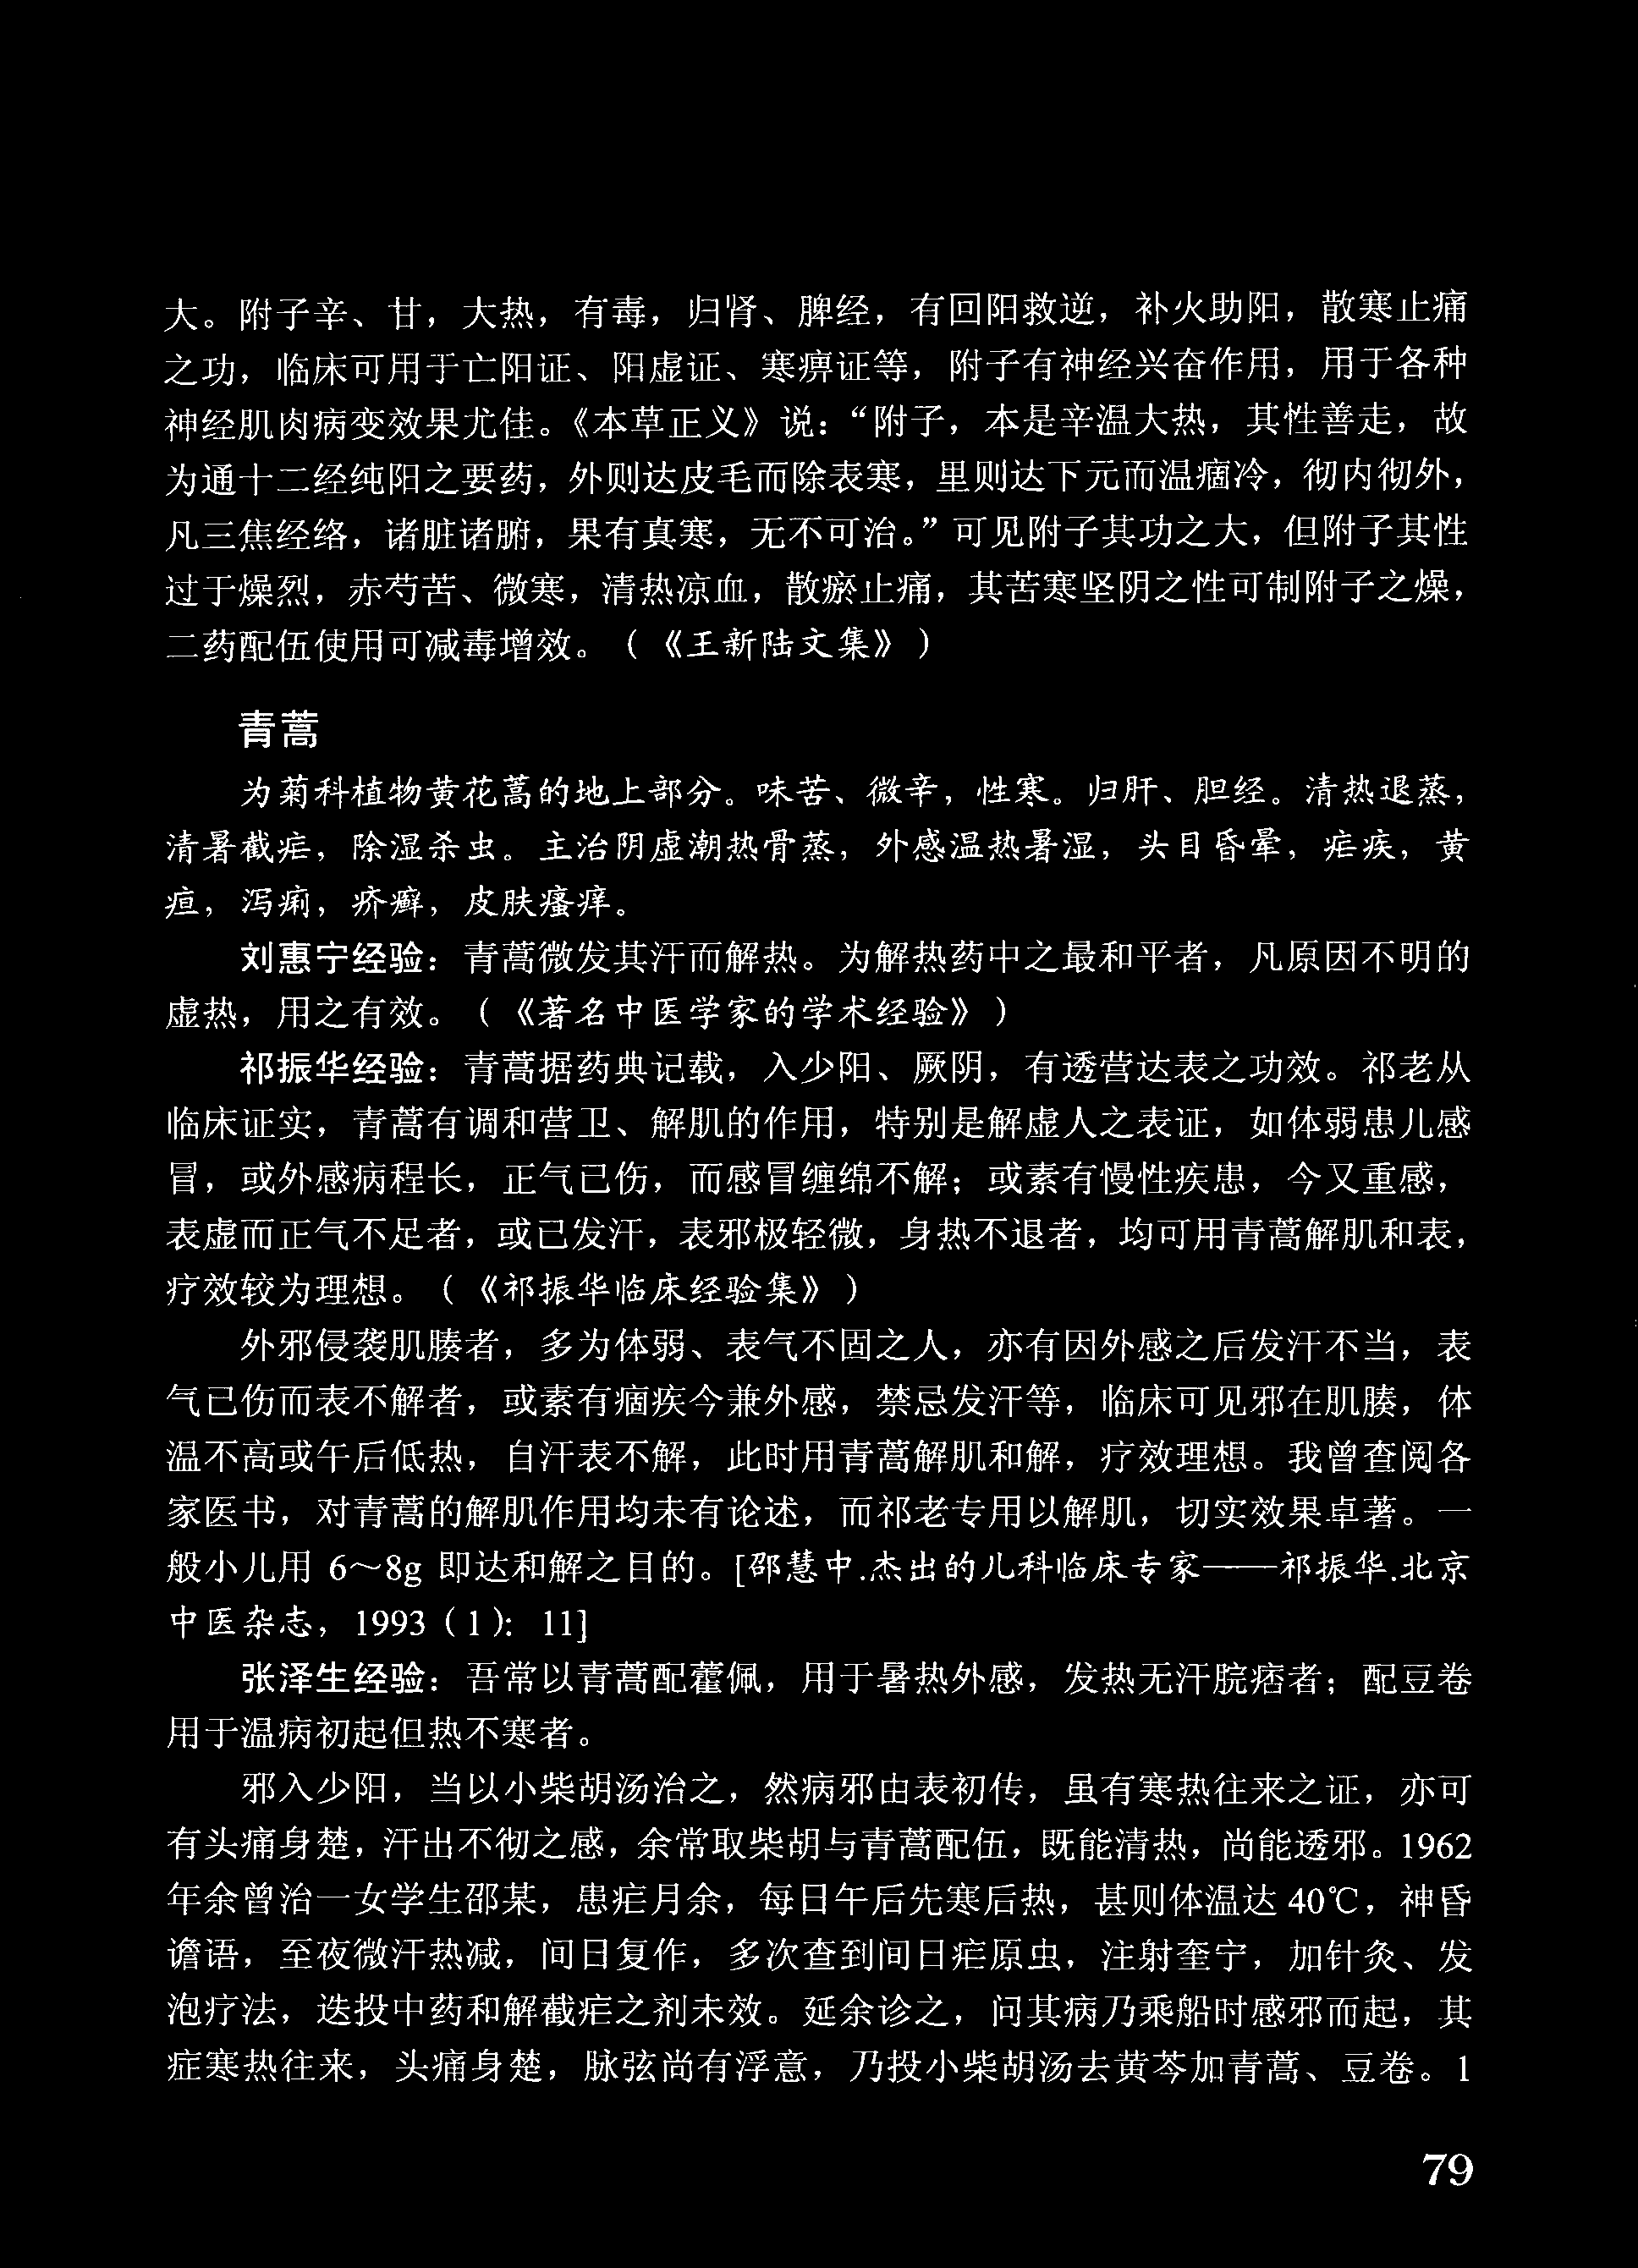 大。附子辛、甘，大热，有毒，归肾、脾经，有回阳救逆，补火助阳，散寒止痛
之功，临床可用于亡阳证、阳虚证、寒痹证等，附子有神经兴奋作用，用于各种
神经肌肉病变效果尤佳。《本草正义》说：“附子，本是辛温大热，其性善走，故
为通十二经纯阳之要药，外则达皮毛而除表寒，里则达下元而温痼冷，彻内彻外，
凡三焦经络，诸脏诸腑，果有真寒，无不可治。”可见附子其功之大，但附子其性
过于燥烈，赤芍苦、微寒，清热凉血，散瘀止痛，其苦寒坚阴之性可制附子之燥，
二药配伍使用可减毒增效。（《王新陆文集》）
青蒿
为菊科植物黄花蒿的地上部分。味苦、微辛，性寒。归肝、胆经。清热退蒸，
清暑截疟，除湿杀虫。主治阴虚潮热骨蒸，外感温热暑湿，头目昏晕，疟疾，黄
疸，泻痢，疥癣，皮肤瘙痒。
刘惠宁经验：青蒿微发其汗而解热。为解热药中之最和平者，凡原因不明的
虚热，用之有效。（《著名中医学家的学术经验》）
祁振华经验：青蒿据药典记载，入少阳、厥阴，有透营达表之功效。祁老从
临床证实，青蒿有调和营卫、解肌的作用，特别是解虚人之表证，如体弱患儿感
冒，或外感病程长，正气已伤，而感冒缠绵不解；或素有慢性疾患，今又重感，
表虚而正气不足者，或已发汗，表邪极轻微，身热不退者，均可用青蒿解肌和表，
疗效较为理想。（《祁振华临床经验集》）
外邪侵袭肌腠者，多为体弱、表气不固之人，亦有因外感之后发汗不当，表
气已伤而表不解者，或素有痼疾今兼外感，禁忌发汗等，临床可见邪在肌腠，体
温不高或午后低热，自汗表不解，此时用青蒿解肌和解，疗效理想。我曾查阅各
家医书，对青蒿的解肌作用均未有论述，而祁老专用以解肌，切实效果卓著。一
般小儿用 6～8g 即达和解之目的。[邵慧中.杰出的儿科临床专家——祁振华.北京
中医杂志，1993（1）：11]
张泽生经验：吾常以青蒿配藿佩，用于暑热外感，发热无汗脘痞者；配豆卷
用于温病初起但热不寒者。
邪入少阳，当以小柴胡汤治之，然病邪由表初传，虽有寒热往来之证，亦可
有头痛身楚，汗出不彻之感，余常取柴胡与青蒿配伍，既能清热，尚能透邪。1962
年余曾治一女学生邵某，患疟月余，每日午后先寒后热，甚则体温达 40℃，神昏
谵语，至夜微汗热减，间日复作，多次查到间日疟原虫，注射奎宁，加针灸、发
泡疗法，迭投中药和解截疟之剂未效。延余诊之，问其病乃乘船时感邪而起，其
症寒热往来，头痛身楚，脉弦尚有浮意，乃投小柴胡汤去黄芩加青蒿、豆卷。1
79